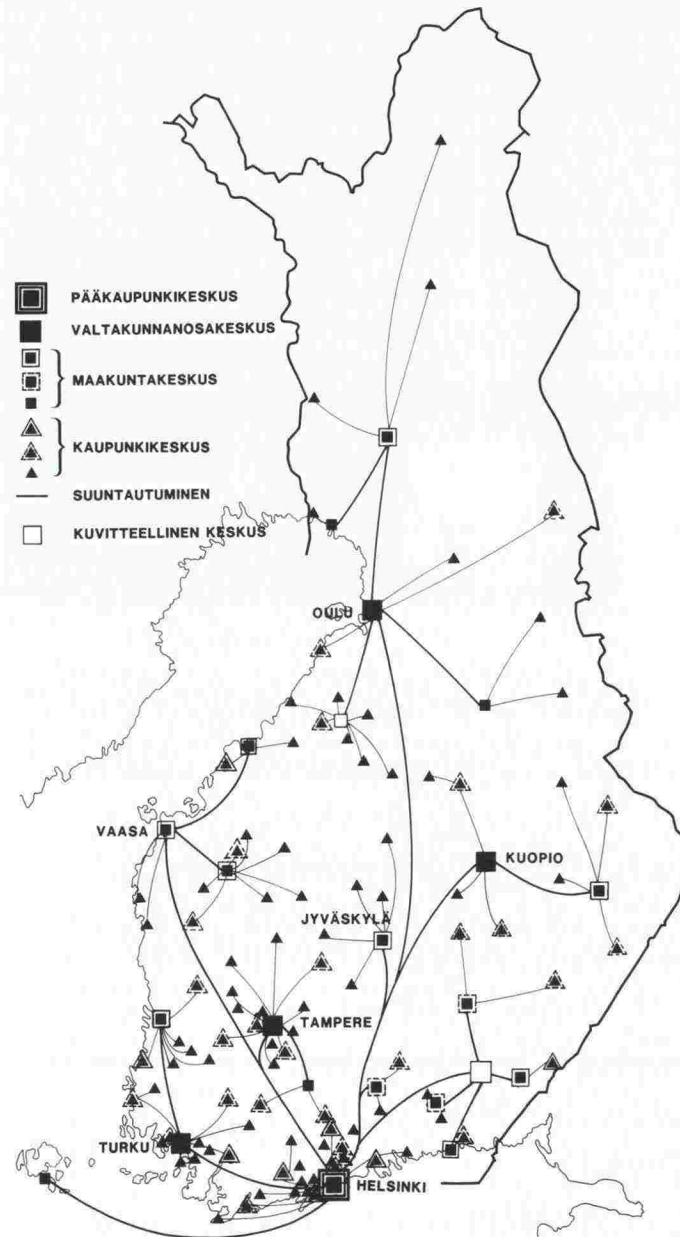 PÄÄKAUPUNKIKESKUS
VALTAKUNNANOSAKESKUS
MAAKUNTAKESKUS
KAUPUNKIKESKUS
SUUNTAUTUMINEN
KUVITTEELLINEN KESKUS
OULU
VAASA
KUOPIO
JYVÄSKYLÄ
TAMPERE
TURKU
HELSINKI